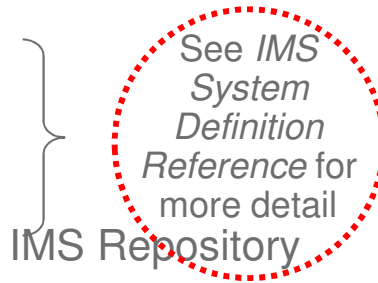 See IMS
System
Definition
Reference for
more detail
IMS Repository